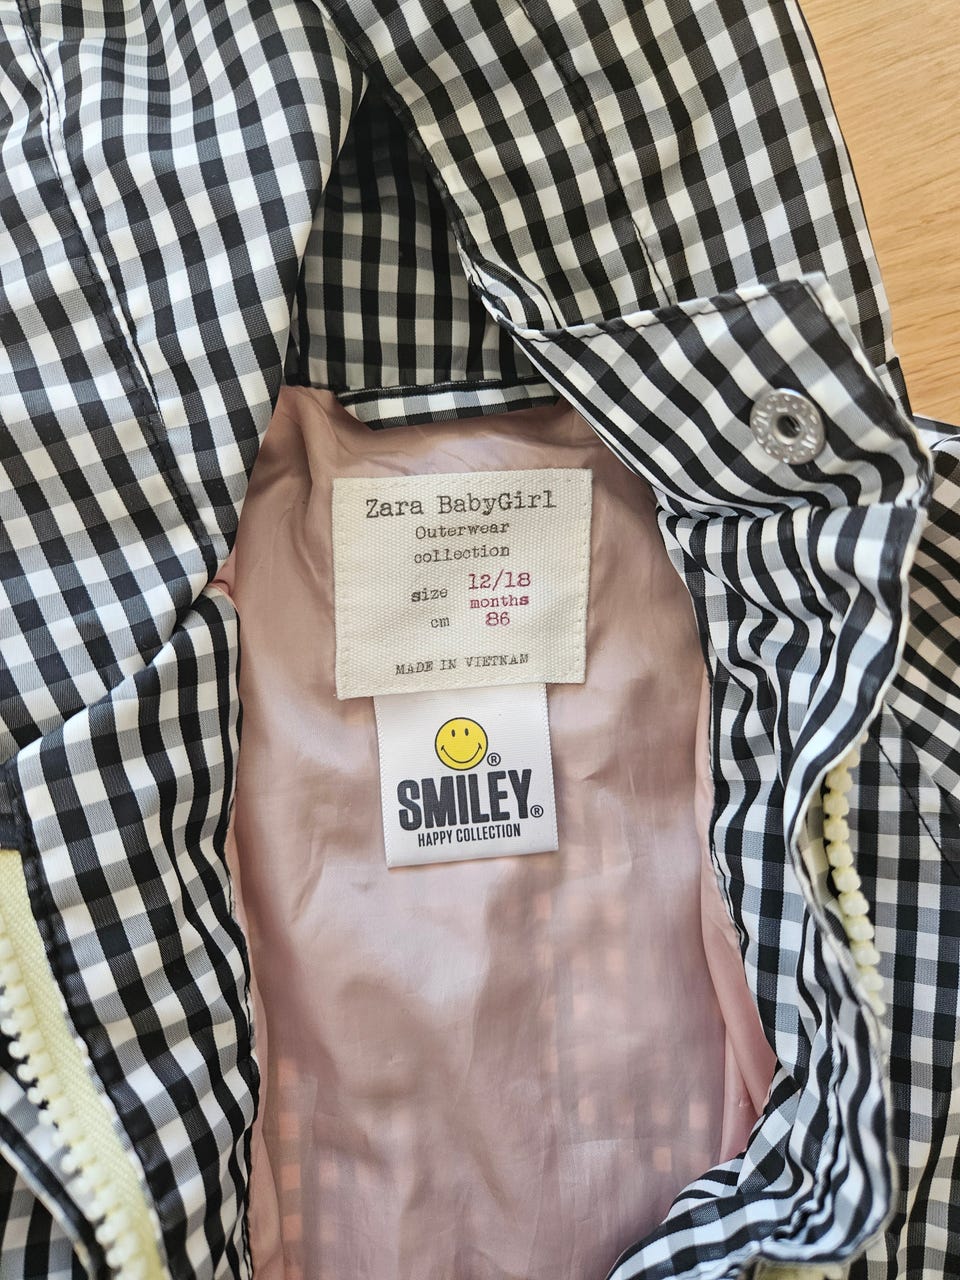 Zara BabyGirl
Outerwear
collection
size 12/18
months
cm 86
MADE IN VIETNAM
®
SMILEY®
HAPPY COLLECTION